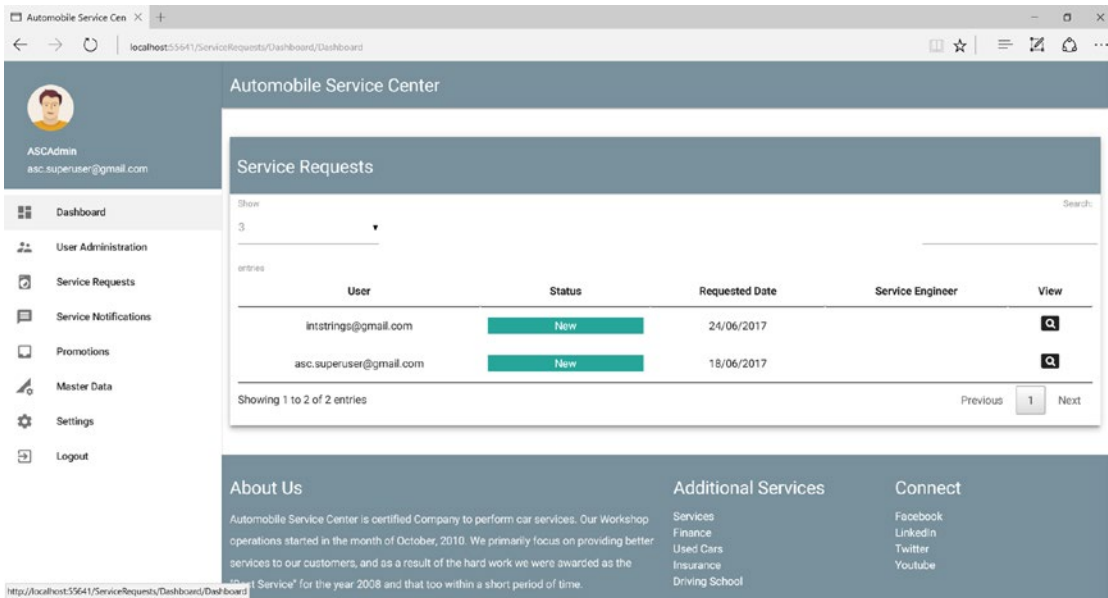 Automobile Service Cen
localhost:55641/ServiceRequests/Dashboard/Dashboard
ASCAdmin
asc.superuser@gmail.com
Dashboard
User Administration
Service Requests
Service Notifications
Promotions
Master Data
Settings
Logout
Automobile Service Center
Service Requests
Show
Search:
3
entries
User Status Requested Date Service Engineer View
intstrings@gmail.com New 24/06/2017
asc.superuser@gmail.com New 18/06/2017
Showing 1 to 2 of 2 entries Previous 1 Next
About Us
Automobile Service Center is certified Company to perform car services. Our Workshop
operations started in the month of October, 2010. We primarily focus on providing better
services to our customers, and as a result of the hard work we were awarded as the
Service" for the year 2008 and that too within a short period of time.
Additional Services
Services
Finance
Used Cars
Insurance
Driving School
Connect
Facebook
LinkedIn
Twitter
Youtube
http://localhost:55641/ServiceRequests/Dashboard/Dashboard